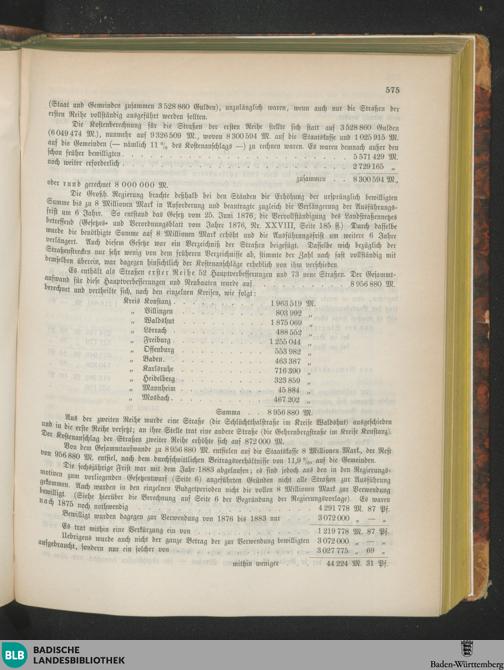 575
(Staat und Gemeinden zusammen 3 528 860 Gulden), unzulänglich waren, wenn auch nur die Straßen der
ersten Reihe vollständig ausgeführt werden sollten.
Die Kostenberechnung für die Straßen der ersten Reihe stellte sich statt auf 3 528 860 Gulden
(6 049 474 M.), nunmehr auf 9 326 509 M., wovon 8 300 594 M. auf die Staatskasse und 1 025 915 M.
auf die Gemeinden (— nämlich 11 % des Kostenanschlags —) zu rechnen waren. Es waren demnach außer den
schon früher bewilligten . . . 5 571 429 M.
noch weiter erforderlich . . . 2 729 165 „
zusammen . . 8 300 594 M.,
oder rund gerechnet 8 000 000 M.
Die Großh. Regierung brachte deßhalb bei den Ständen die Erhöhung der ursprünglich bewilligten
Summe bis zu 8 Millionen Mark in Anforderung und beantragte zugleich die Verlängerung der Ausführungs-
frist um 6 Jahre. So entstand das Gesetz vom 25. Juni 1876, die Vervollständigung des Landstraßennetzes
betreffend (Gesetzes- und Verordnungsblatt vom Jahre 1876, Nr. XXVIII, Seite 185 ff.) Durch dasselbe
wurde die benöthigte Summe auf 8 Millionen Mark erhöht und die Ausführungsfrist um weitere 6 Jahre
verlängert. Auch diesem Gesetze war ein Verzeichniß der Straßen beigefügt. Dasselbe wich bezüglich der
Straßenstrecken nur sehr wenig von dem früheren Verzeichnisse ab, stimmte der Zahl nach fast vollständig mit
demselben überein, war dagegen hinsichtlich der Kostenanschläge erheblich von ihm verschieden.
Es enthält als Straßen erster Reihe 52 Hauptverbesserungen und 73 neue Straßen. Der Gesammt-
aufwand für diese Hauptverbesserungen und Neubauten wurde auf . . . 8 956 880 M.
berechnet und vertheilte sich, nach den einzelnen Kreisen, wie folgt:
Kreis Konstanz . . . 1 963 519 M.
„ Villingen . . . 803 992 „
„ Waldshut . . . 1 875 069 „
„ Lörrach . . . 488 552 „
„ Freiburg . . . 1 255 044 „
„ Offenburg . . . 553 982 „
„ Baden . . . 463 387 „
„ Karlsruhe . . . 716 390 „
„ Heidelberg . . . 323 859 „
„ Mannheim . . . 45 884 „
„ Mosbach . . . 467 202 „
Summa . . 8 956 880 M.
Aus der zweiten Reihe wurde eine Straße (die Schlüchtthalstraße im Kreise Waldshut) ausgeschieden
und in die erste Reihe versetzt; an ihre Stelle trat eine andere Straße (die Gehrenbergstraße im Kreise Konstanz).
Der Kostenanschlag der Straßen zweiter Reihe erhöhte sich auf 872 000 M.
Von dem Gesammtaufwande zu 8 956 880 M. entfielen auf die Staatskasse 8 Millionen Mark, der Rest
von 956 880 M. entfiel, nach dem durchschnittlichen Beitragsverhältnisse von 11,9 %, auf die Gemeinden.
Die sechsjährige Frist war mit dem Jahr 1883 abgelaufen; es sind jedoch aus den in den Regierungs-
motiven zum vorliegenden Gesetzentwurf (Seite 6) angeführten Gründen nicht alle Straßen zur Ausführung
gekommen. Auch wurden in den einzelnen Budgetperioden nicht die vollen 8 Millionen Mark zur Verwendung
bewilligt. (Siehe hierüber die Berechnung auf Seite 6 der Begründung der Regierungsvorlage). Es waren
nach 1875 noch nothwendig . . . 4 291 778 M. 87 Pf.
Bewilligt wurden dagegen zur Verwendung von 1876 bis 1883 nur . . . 3 072 000 „ — „
Es trat mithin eine Verkürzung ein von . . . 1 219 778 M. 87 Pf.
Uebrigens wurde auch nicht der ganze Betrag der zur Verwendung bewilligten 3 072 000 „ — „
aufgebraucht, sondern nur ein solcher von . . . 3 027 775 „ 69 „
mithin weniger 44 224 M. 31 Pf.
BLB BADISCHE
LANDESBIBLIOTHEK
Baden-Württemberg